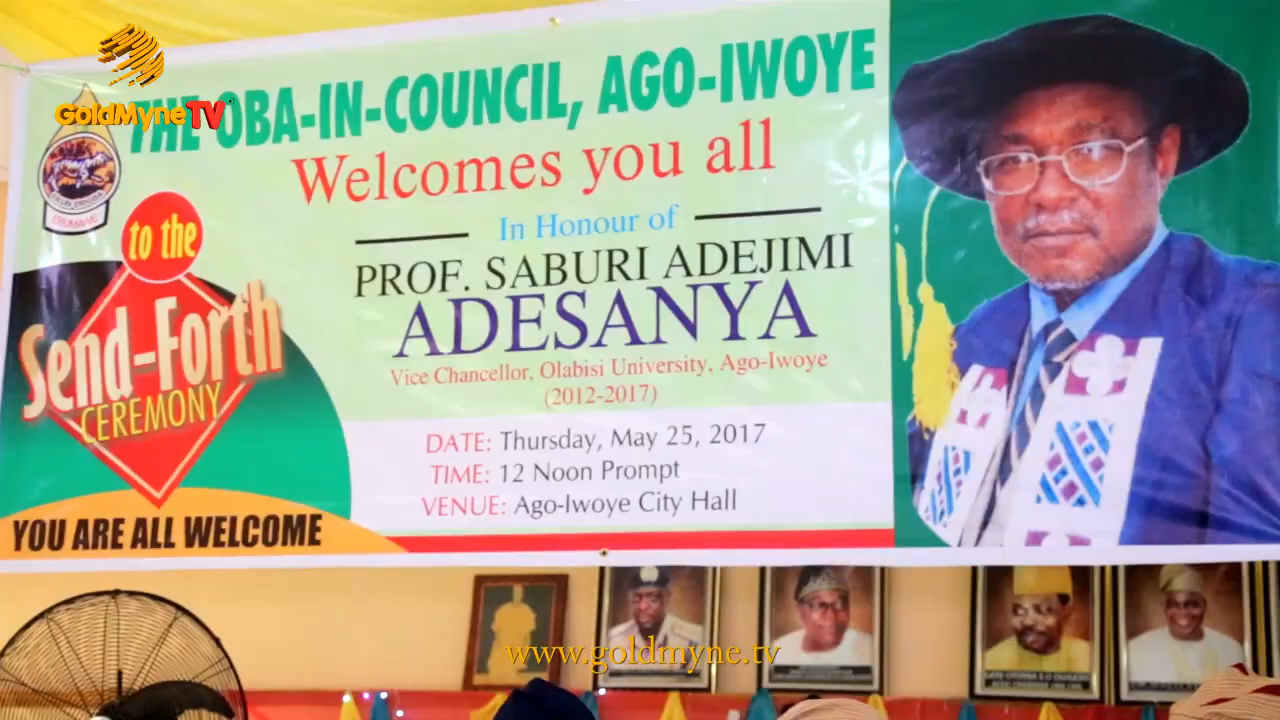 GoldMyneTV
THE OBA-IN-COUNCIL, AGO-IWOYE
Welcomes you all
to the
Send-Forth
CEREMONY
In Honour of
PROF. SABURI ADEJIMI
ADESANYA
Vice Chancellor, Olabisi University, Ago-Iwoye
(2012-2017)
DATE: Thursday, May 25, 2017
TIME: 12 Noon Prompt
VENUE: Ago-Iwoye City Hall
YOU ARE ALL WELCOME
www.goldmyne.tv